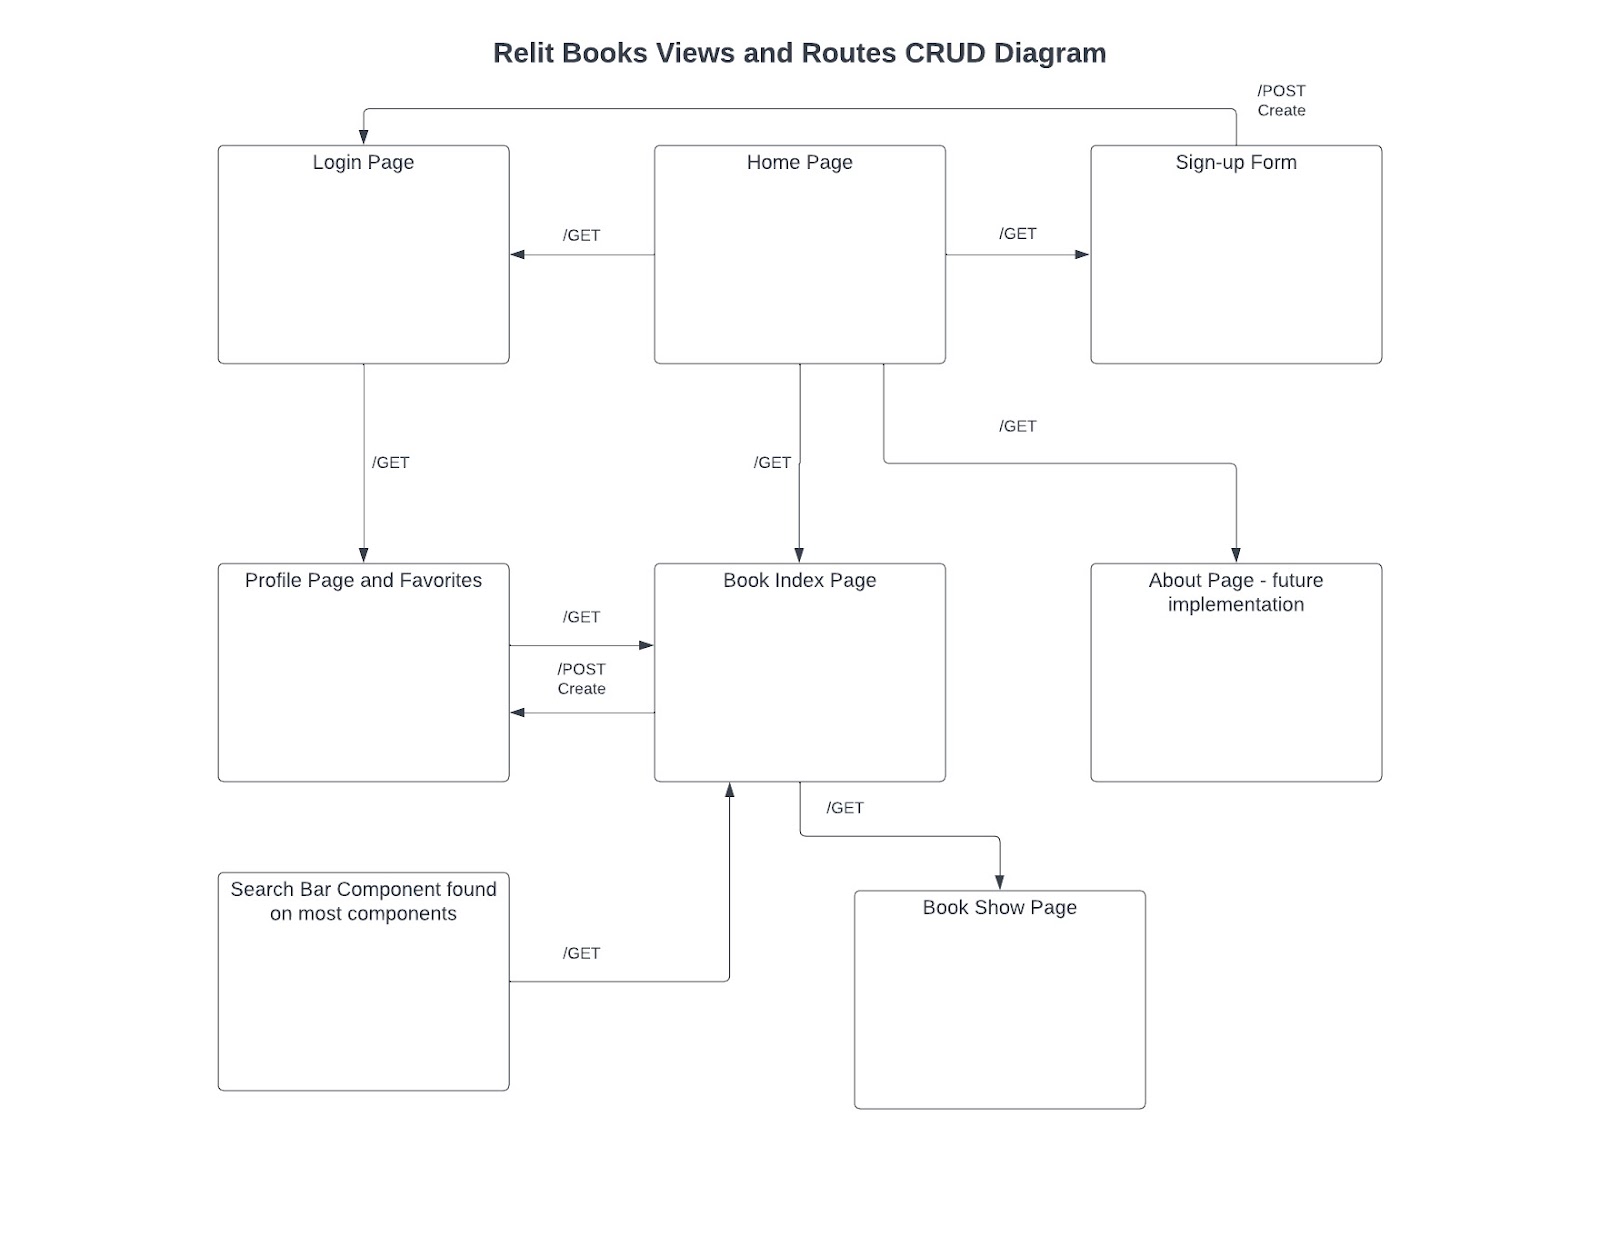 Relit Books Views and Routes CRUD Diagram
/POST
Create
Login Page
Home Page
Sign-up Form
/GET
/GET
/GET
/GET
/GET
Profile Page and Favorites
Book Index Page
About Page - future
implementation
/GET
/POST
Create
/GET
Search Bar Component found
on most components
Book Show Page
/GET